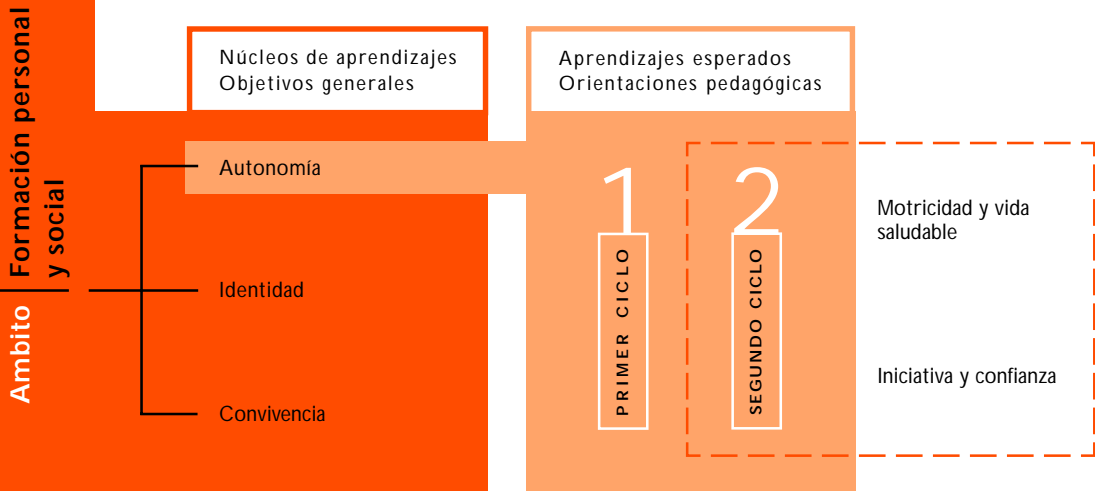 Ambito Formación personal
y social
Núcleos de aprendizajes
Objetivos generales
Aprendizajes esperados
Orientaciones pedagógicas
Autonomía
Identidad
Convivencia
1
PRIMER CICLO
2
SEGUNDO CICLO
Motricidad y vida
saludable
Iniciativa y confianza